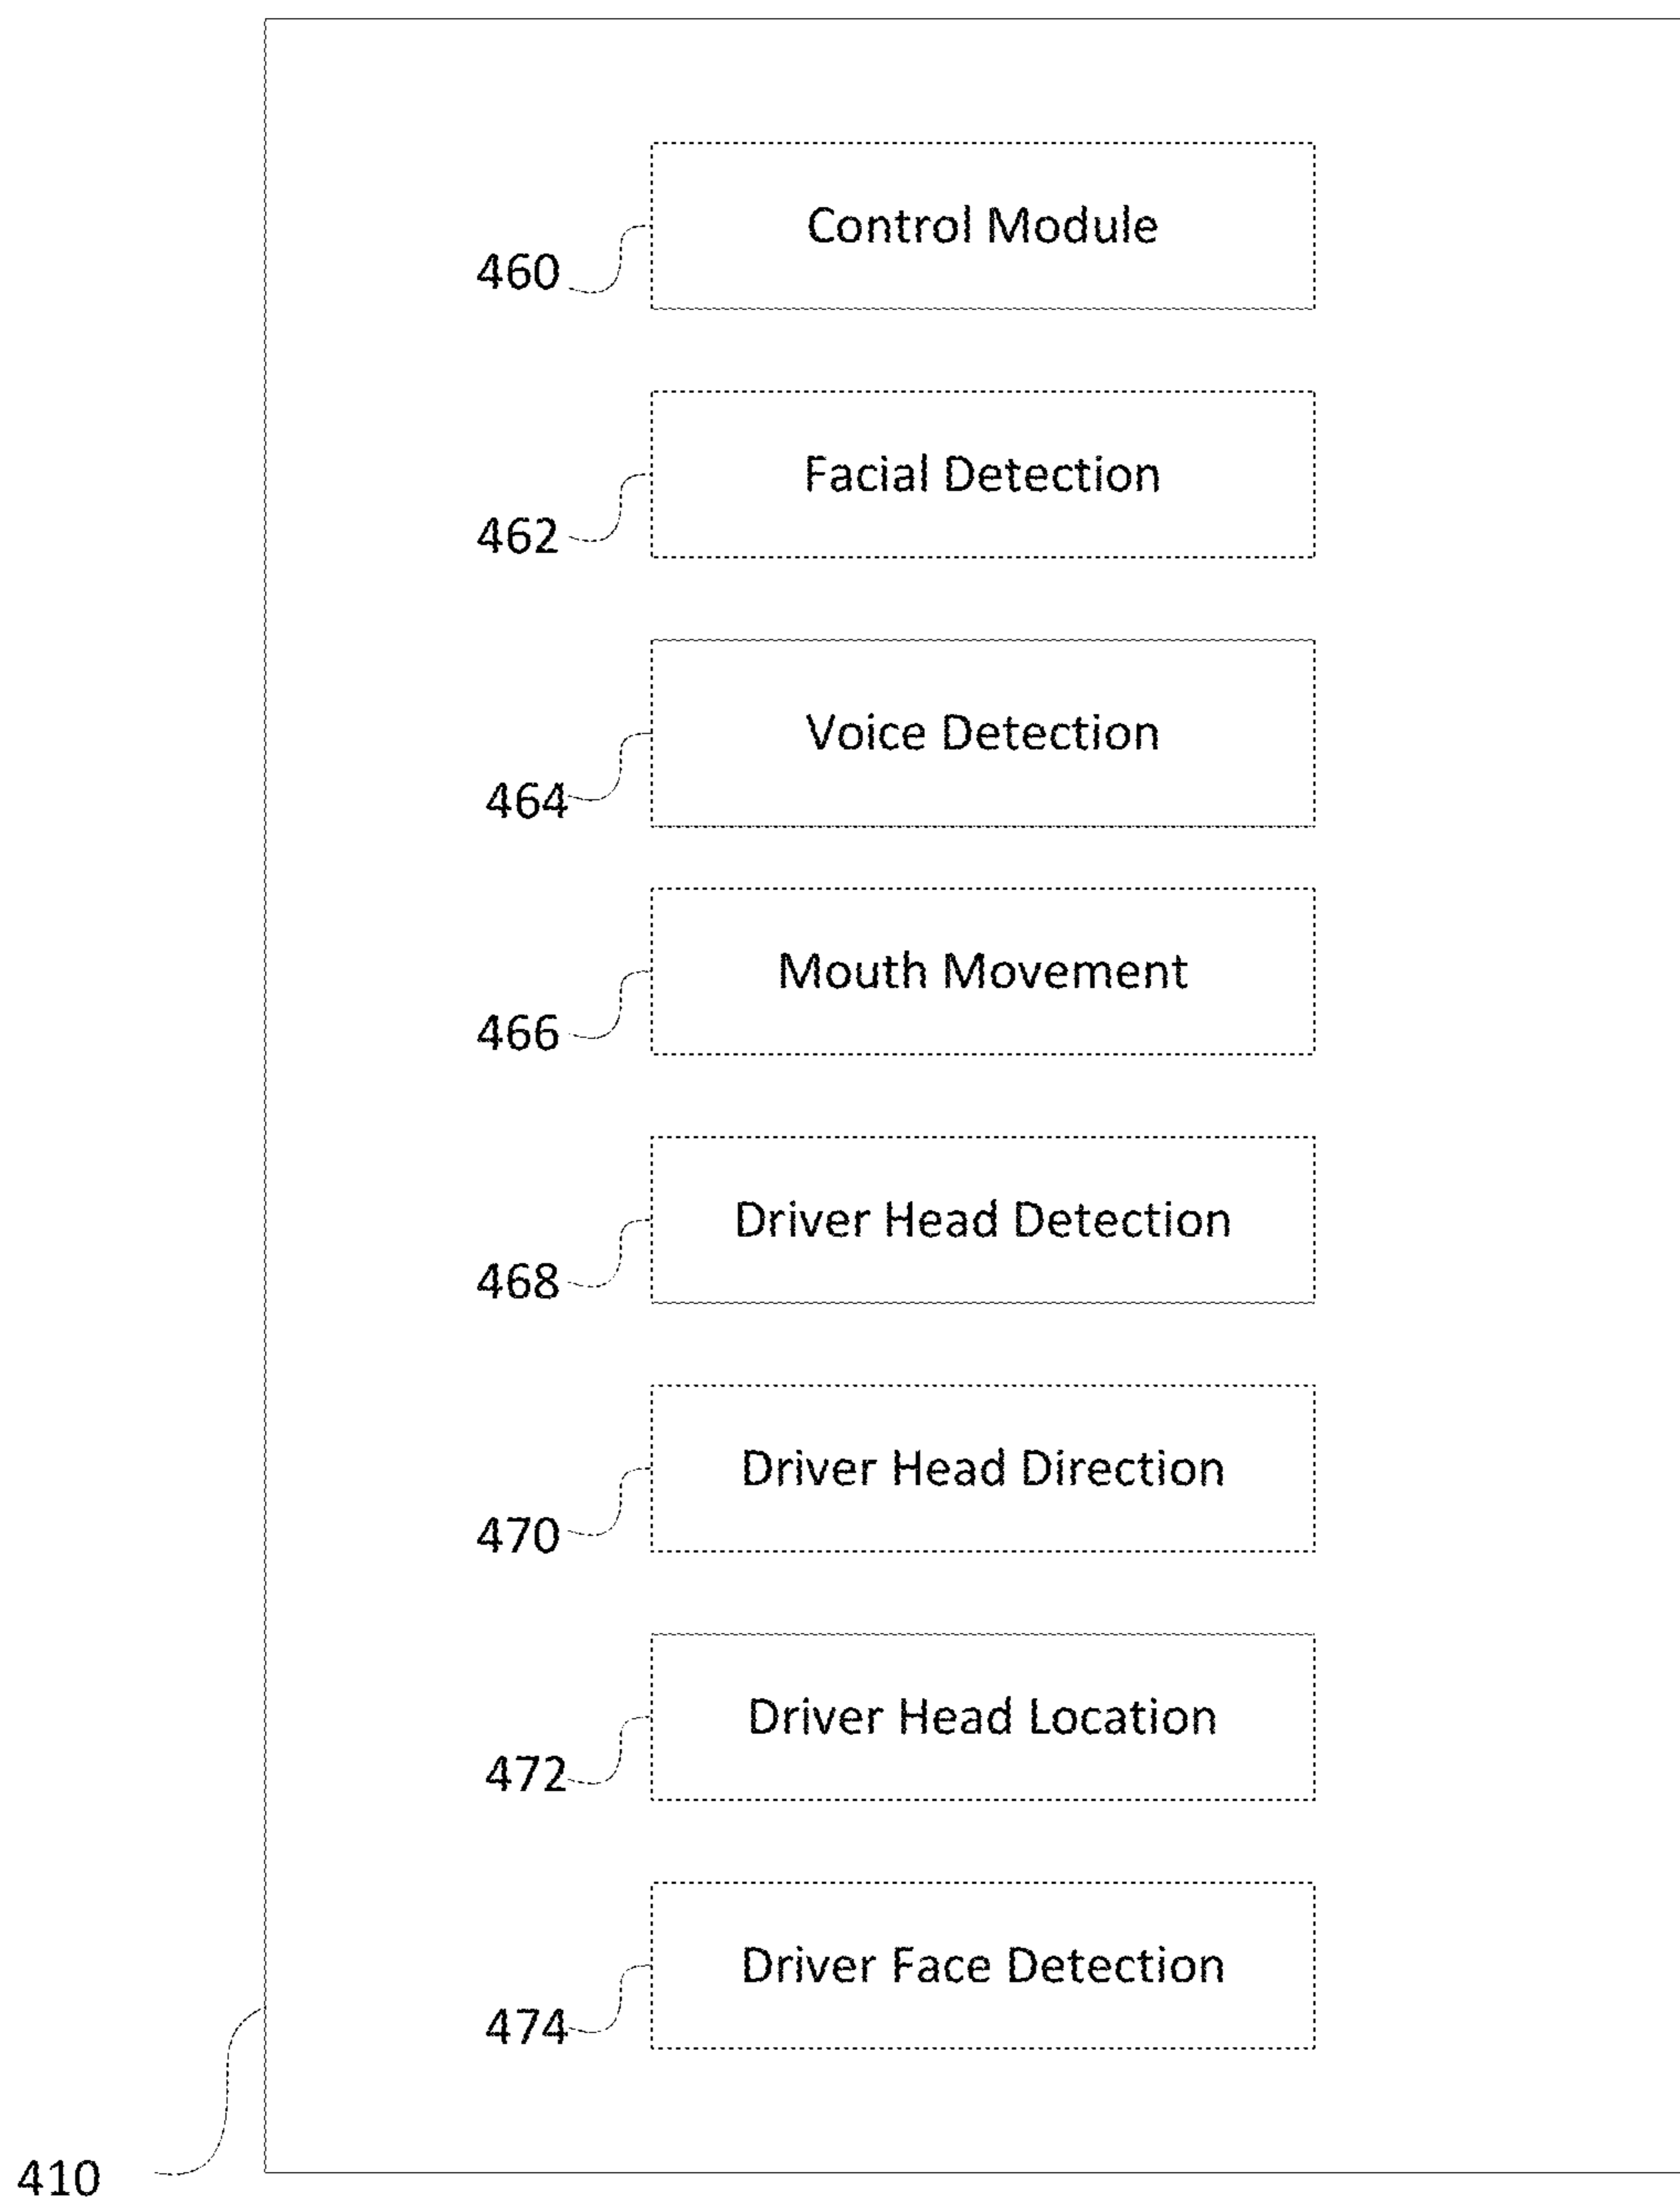 Control Module
460
Facial Detection
462
Voice Detection
464
Mouth Movement
466
Driver Head Detection
468
Driver Head Direction
470
Driver Head Location
472
Driver Face Detection
474
410